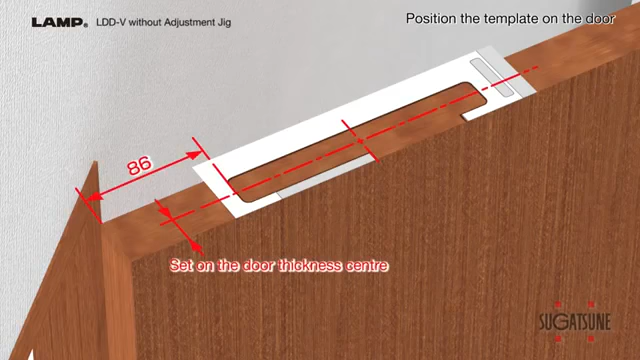 LAMP® LDD-V without Adjustment Jig
Position the template on the door
86
Set on the door thickness centre
SUGATSUNE